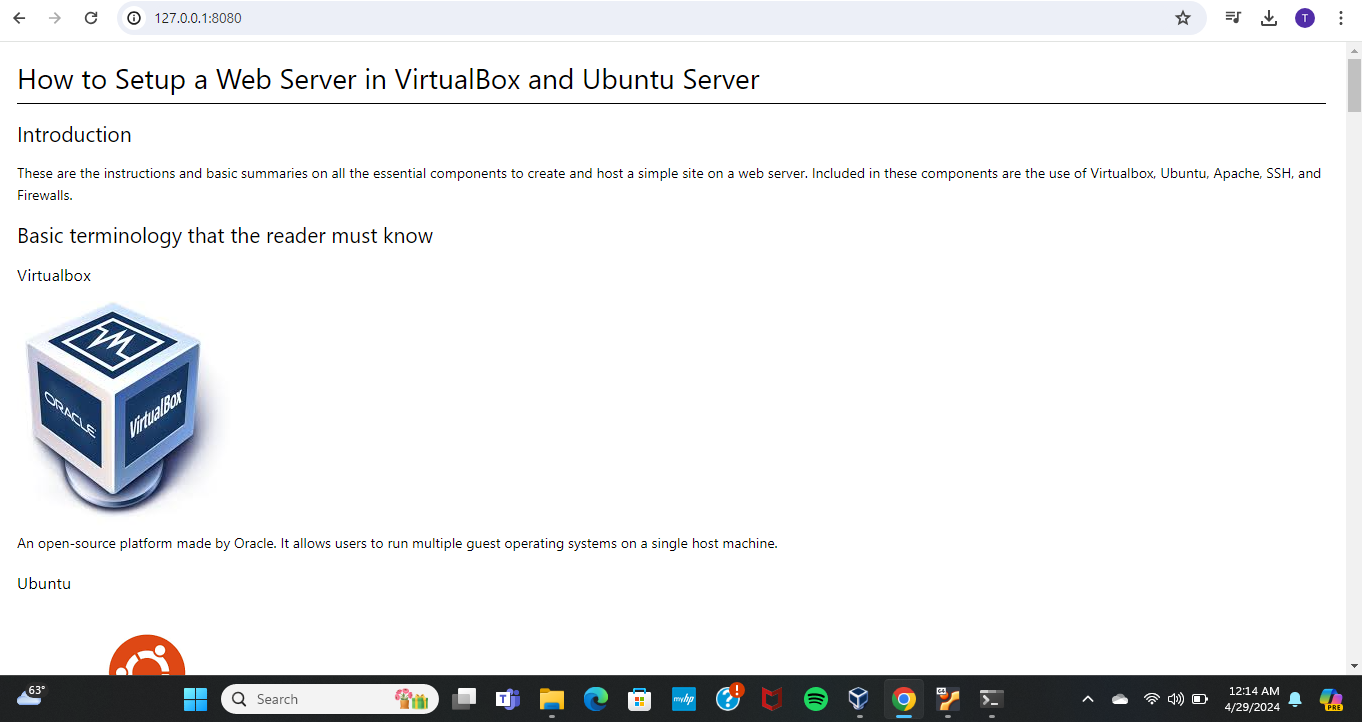 127.0.0.1:8080
T
How to Setup a Web Server in VirtualBox and Ubuntu Server
Introduction
These are the instructions and basic summaries on all the essential components to create and host a simple site on a web server. Included in these components are the use of Virtualbox, Ubuntu, Apache, SSH, and
Firewalls.
Basic terminology that the reader must know
Virtualbox
ORACLE
VirtualBox
An open-source platform made by Oracle. It allows users to run multiple guest operating systems on a single host machine.
Ubuntu
63°
Search
myhp
64
12:14 AM
4/29/2024
PRE